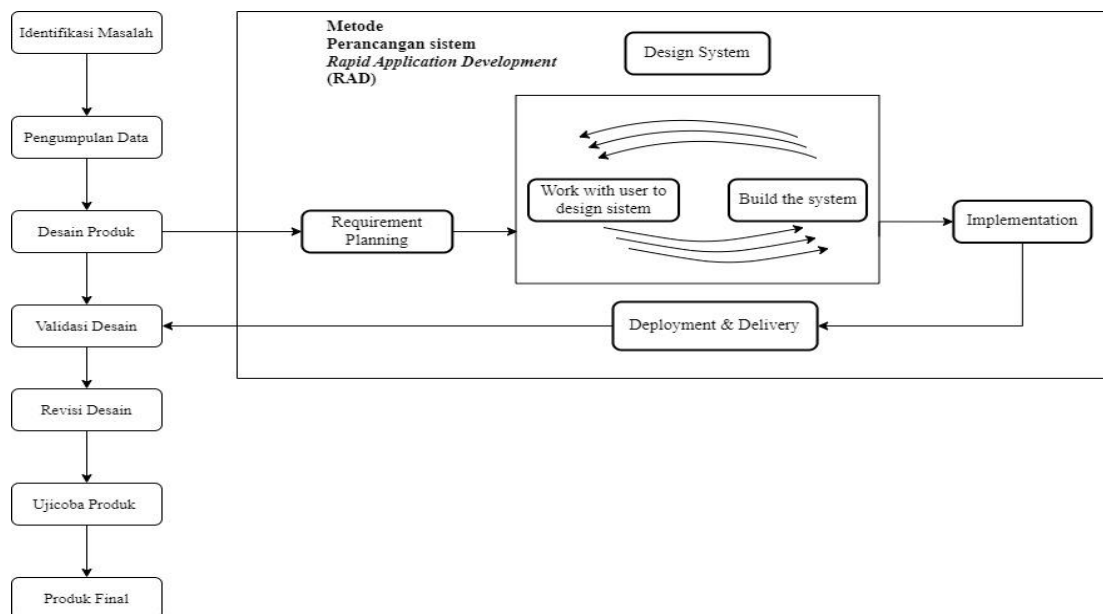 Identifikasi Masalah
Pengumpulan Data
Desain Produk
Validasi Desain
Revisi Desain
Ujicoba Produk
Produk Final
Metode
Perancangan sistem
Rapid Application Development
(RAD)
Design System
Requirement
Planning
Work with user to
design sistem
Build the system
Implementation
Deployment & Delivery